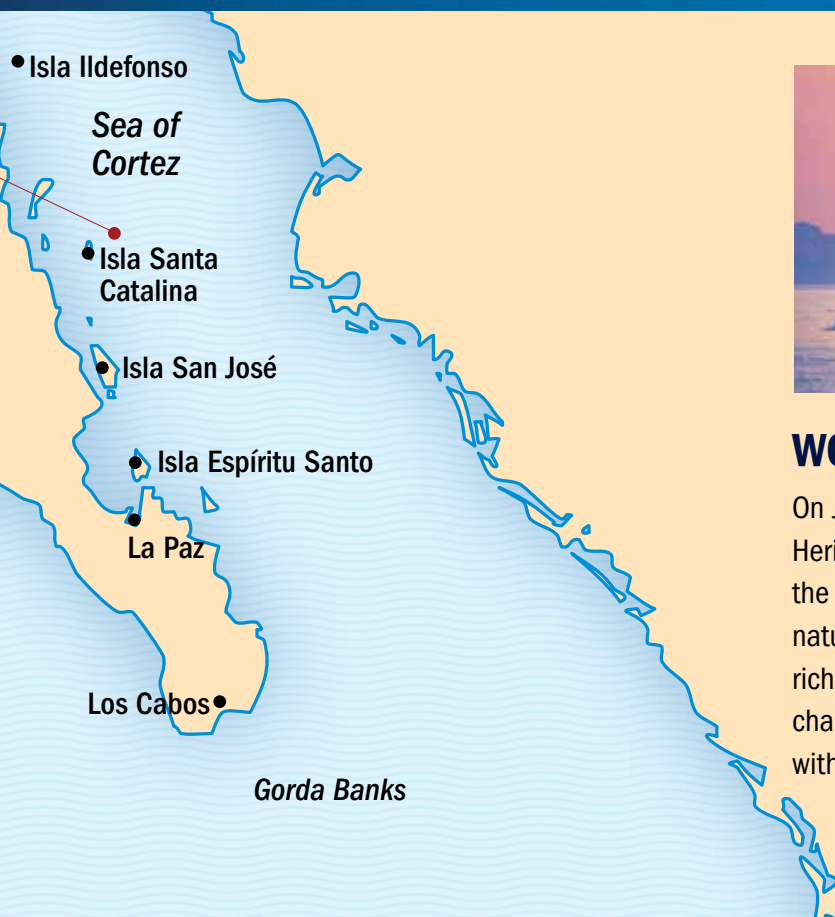 Isla Ildefonso
Sea of
Cortez
Isla Santa
Catalina
Isla San José
Isla Espíritu Santo
La Paz
Los Cabos
Gorda Banks
WO
On J
Heri
the
natu
rich
cha
with